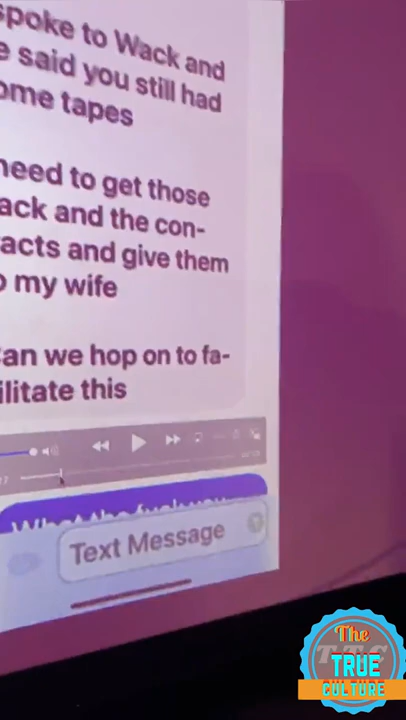 spoke to Wack and
e said you still had
ome tapes
need to get those
ack and the con-
racts and give them
o my wife
Can we hop on to fa-
ilitate this
Text Message
The
TRUE
CULTURE